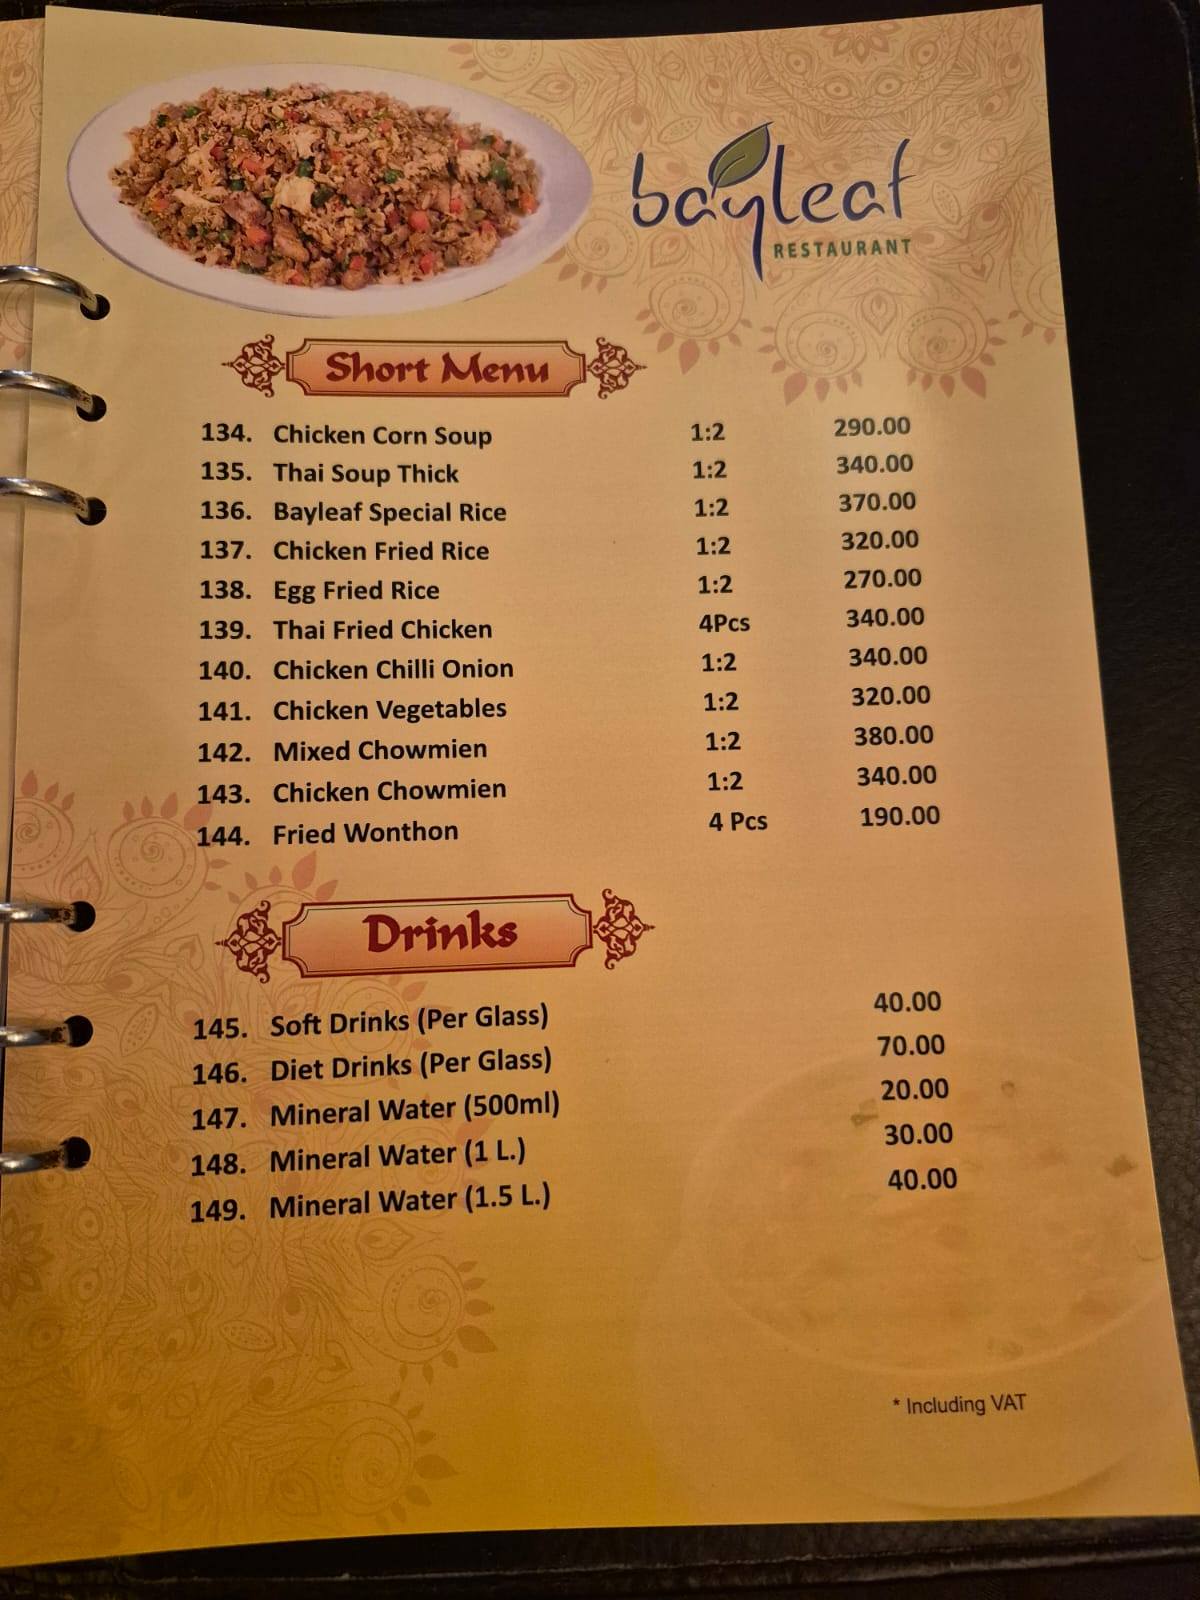 bayleaf
RESTAURANT
Short Menu
134. Chicken Corn Soup 1:2 290.00
135. Thai Soup Thick 1:2 340.00
136. Bayleaf Special Rice 1:2 370.00
137. Chicken Fried Rice 1:2 320.00
138. Egg Fried Rice 1:2 270.00
139. Thai Fried Chicken 4Pcs 340.00
140. Chicken Chilli Onion 1:2 340.00
141. Chicken Vegetables 1:2 320.00
142. Mixed Chowmien 1:2 380.00
143. Chicken Chowmien 1:2 340.00
144. Fried Wonthon 4 Pcs 190.00
Drinks
145. Soft Drinks (Per Glass) 40.00
146. Diet Drinks (Per Glass) 70.00
147. Mineral Water (500ml) 20.00
148. Mineral Water (1 L.) 30.00
149. Mineral Water (1.5 L.) 40.00
* Including VAT